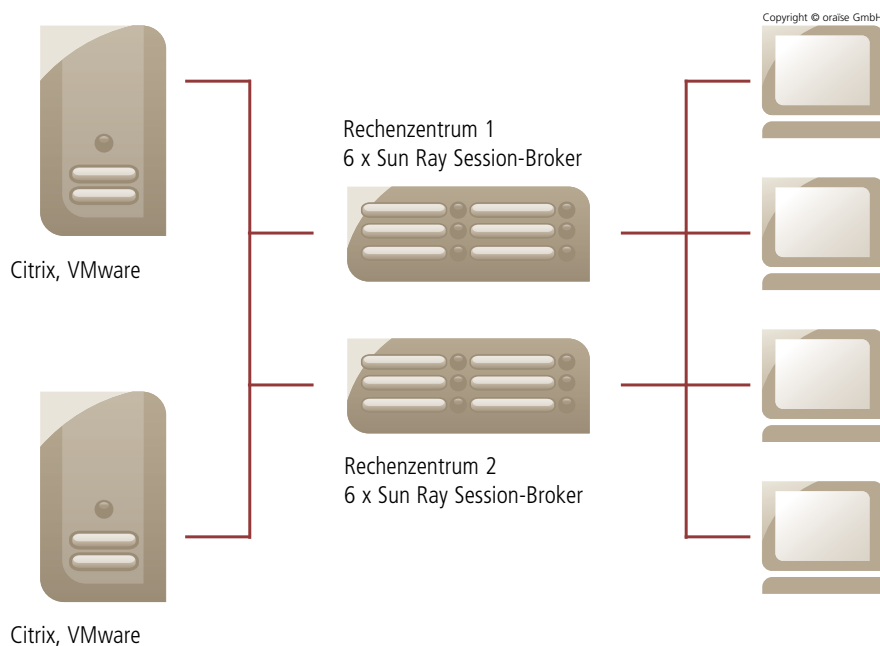 Copyright © oraïse GmbH
Rechenzentrum 1
6 x Sun Ray Session-Broker
Citrix, VMware
Rechenzentrum 2
6 x Sun Ray Session-Broker
Citrix, VMware